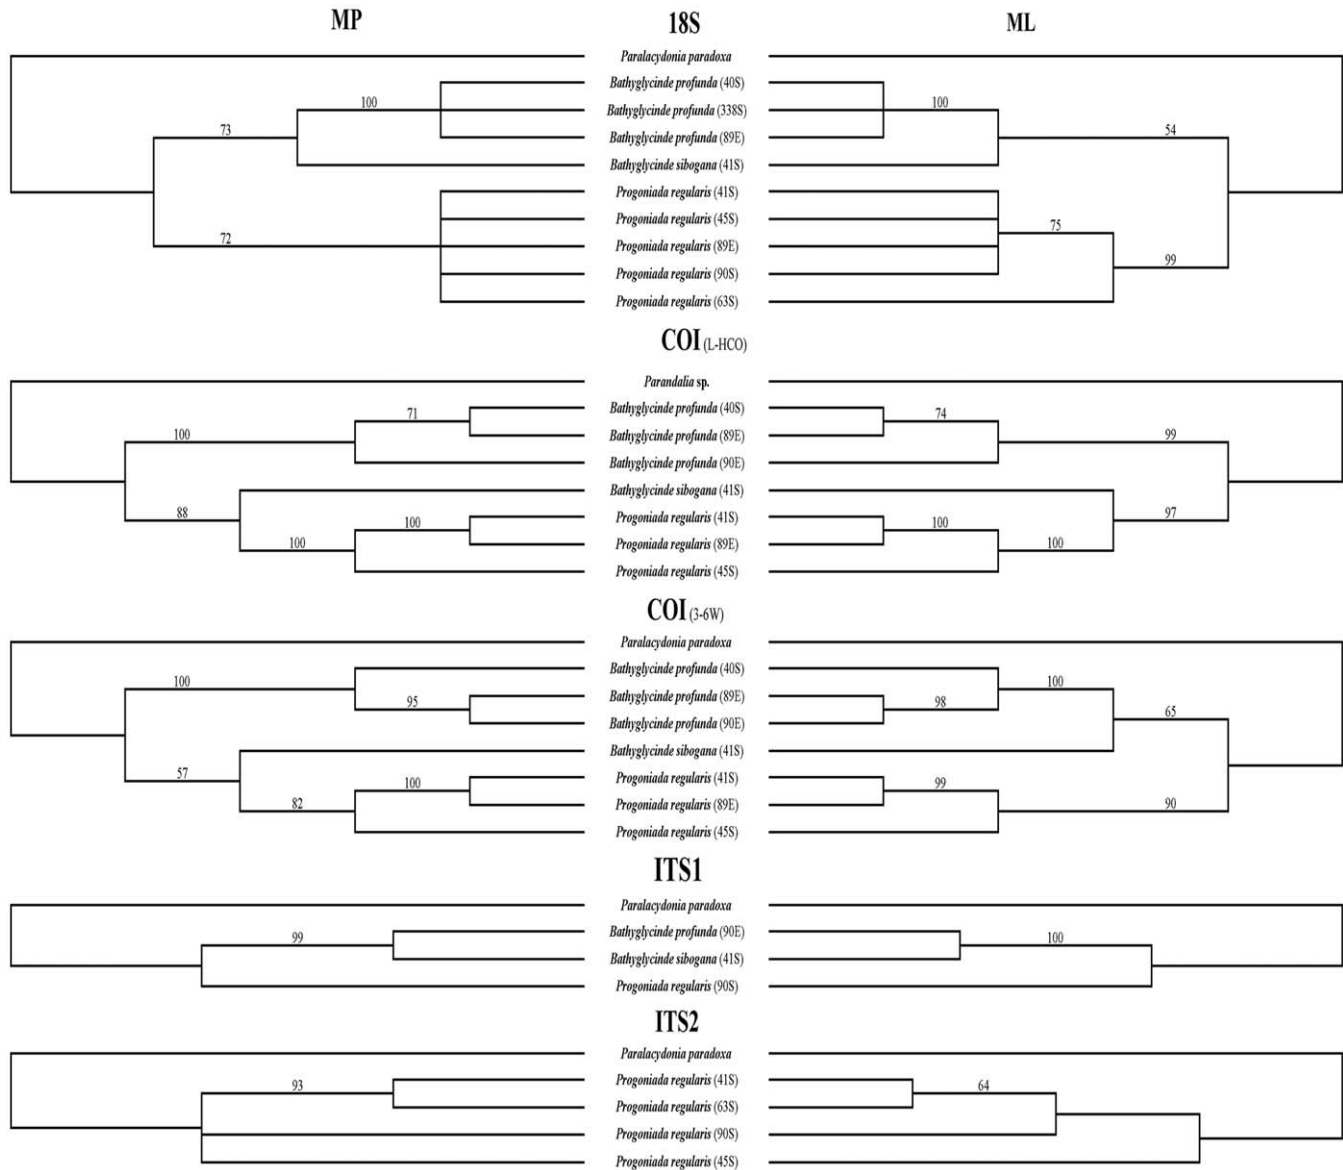 MP 18S ML
Paralacydonia paradoxa
Bathyglycinde profunda (40S)
100 Bathyglycinde profunda (338S) 100
73 Bathyglycinde profunda (89E) 54
Bathyglycinde sibogana (41S)
Progoniada regularis (41S)
Progoniada regularis (45S)
75
72 Progoniada regularis (89E)
99
Progoniada regularis (90S)
Progoniada regularis (63S)
COI (L-HCO)
Parandalia sp.
Bathyglycinde profunda (40S)
71 74
100 Bathyglycinde profunda (89E) 99
Bathyglycinde profunda (90E)
Bathyglycinde sibogana (41S)
88 Progoniada regularis (41S) 97
100 100
100 Progoniada regularis (89E) 100
Progoniada regularis (45S)
COI (3-6W)
Paralacydonia paradoxa
Bathyglycinde profunda (40S)
100 100
Bathyglycinde profunda (89E)
95 98
65
Bathyglycinde profunda (90E)
Bathyglycinde sibogana (41S)
57 Progoniada regularis (41S)
100 99
82 Progoniada regularis (89E) 90
Progoniada regularis (45S)
ITS1
Paralacydonia paradoxa
Bathyglycinde profunda (90E)
99 100
Bathyglycinde sibogana (41S)
Progoniada regularis (90S)
ITS2
Paralacydonia paradoxa
Progoniada regularis (41S)
93 64
Progoniada regularis (63S)
Progoniada regularis (90S)
Progoniada regularis (45S)